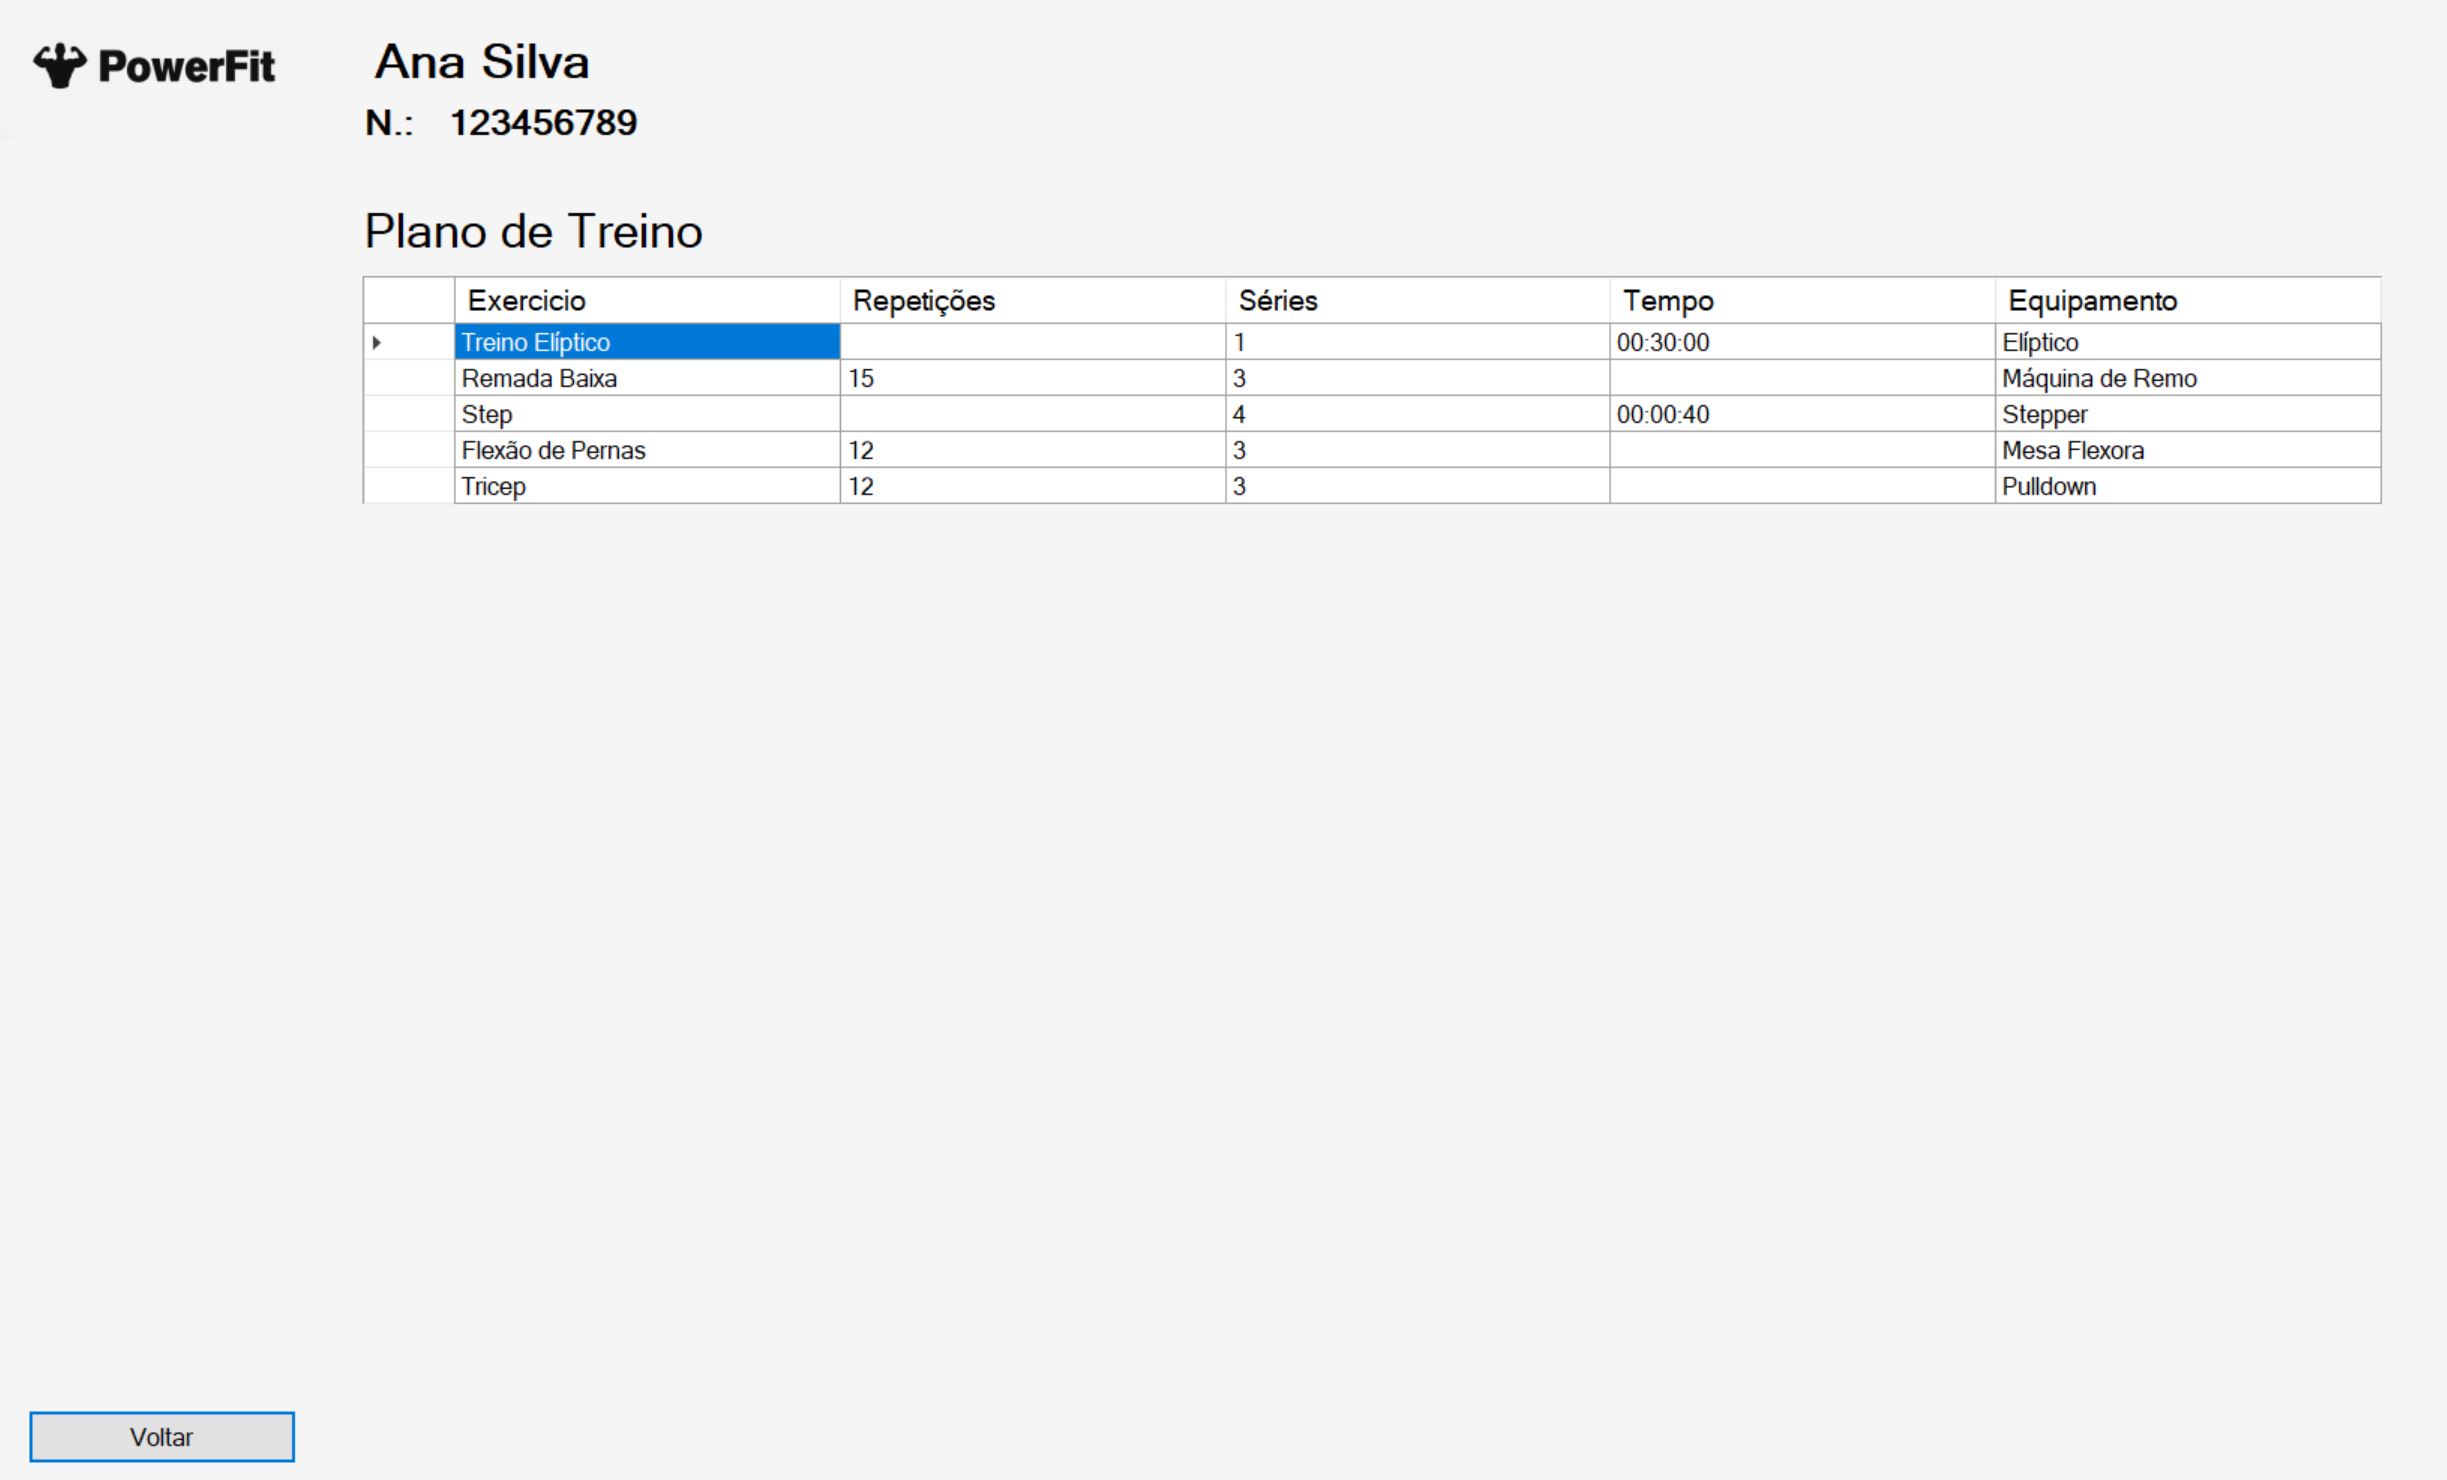 PowerFit
Ana Silva
N.: 123456789
Plano de Treino
Exercicio Repetições Séries Tempo Equipamento
Treino Elíptico 1 00:30:00 Elíptico
Remada Baixa 15 3 Máquina de Remo
Step 4 00:00:40 Stepper
Flexão de Pernas 12 3 Mesa Flexora
Tricep 12 3 Pulldown
Voltar